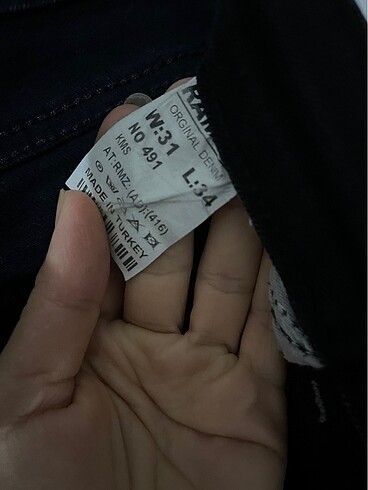 ORGINAL DENIM
W:31 L:34
NO 491
KMS
MADE IN TURKEY